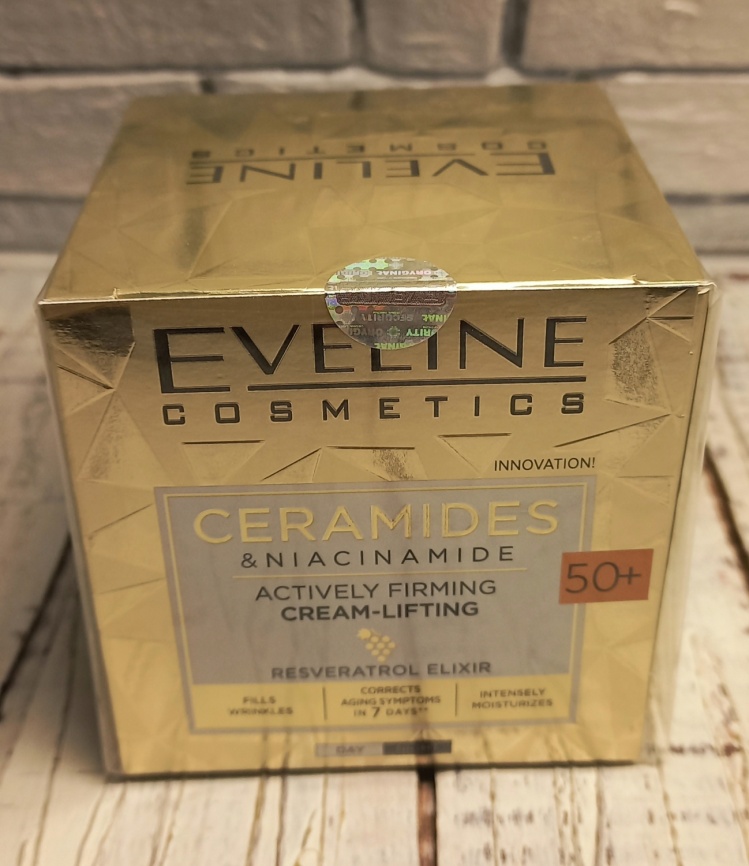 EVELINE
COSMETICS
EVELINE
COSMETICS
INNOVATION!
CERAMIDES
& NIACINAMIDE
ACTIVELY FIRMING
CREAM-LIFTING
50+
RESVERATROL ELIXIR
FILLS
WRINKLES
CORRECTS
AGING SYMPTOMS
IN 7 DAYS**
INTENSELY
MOISTURIZES
DAY